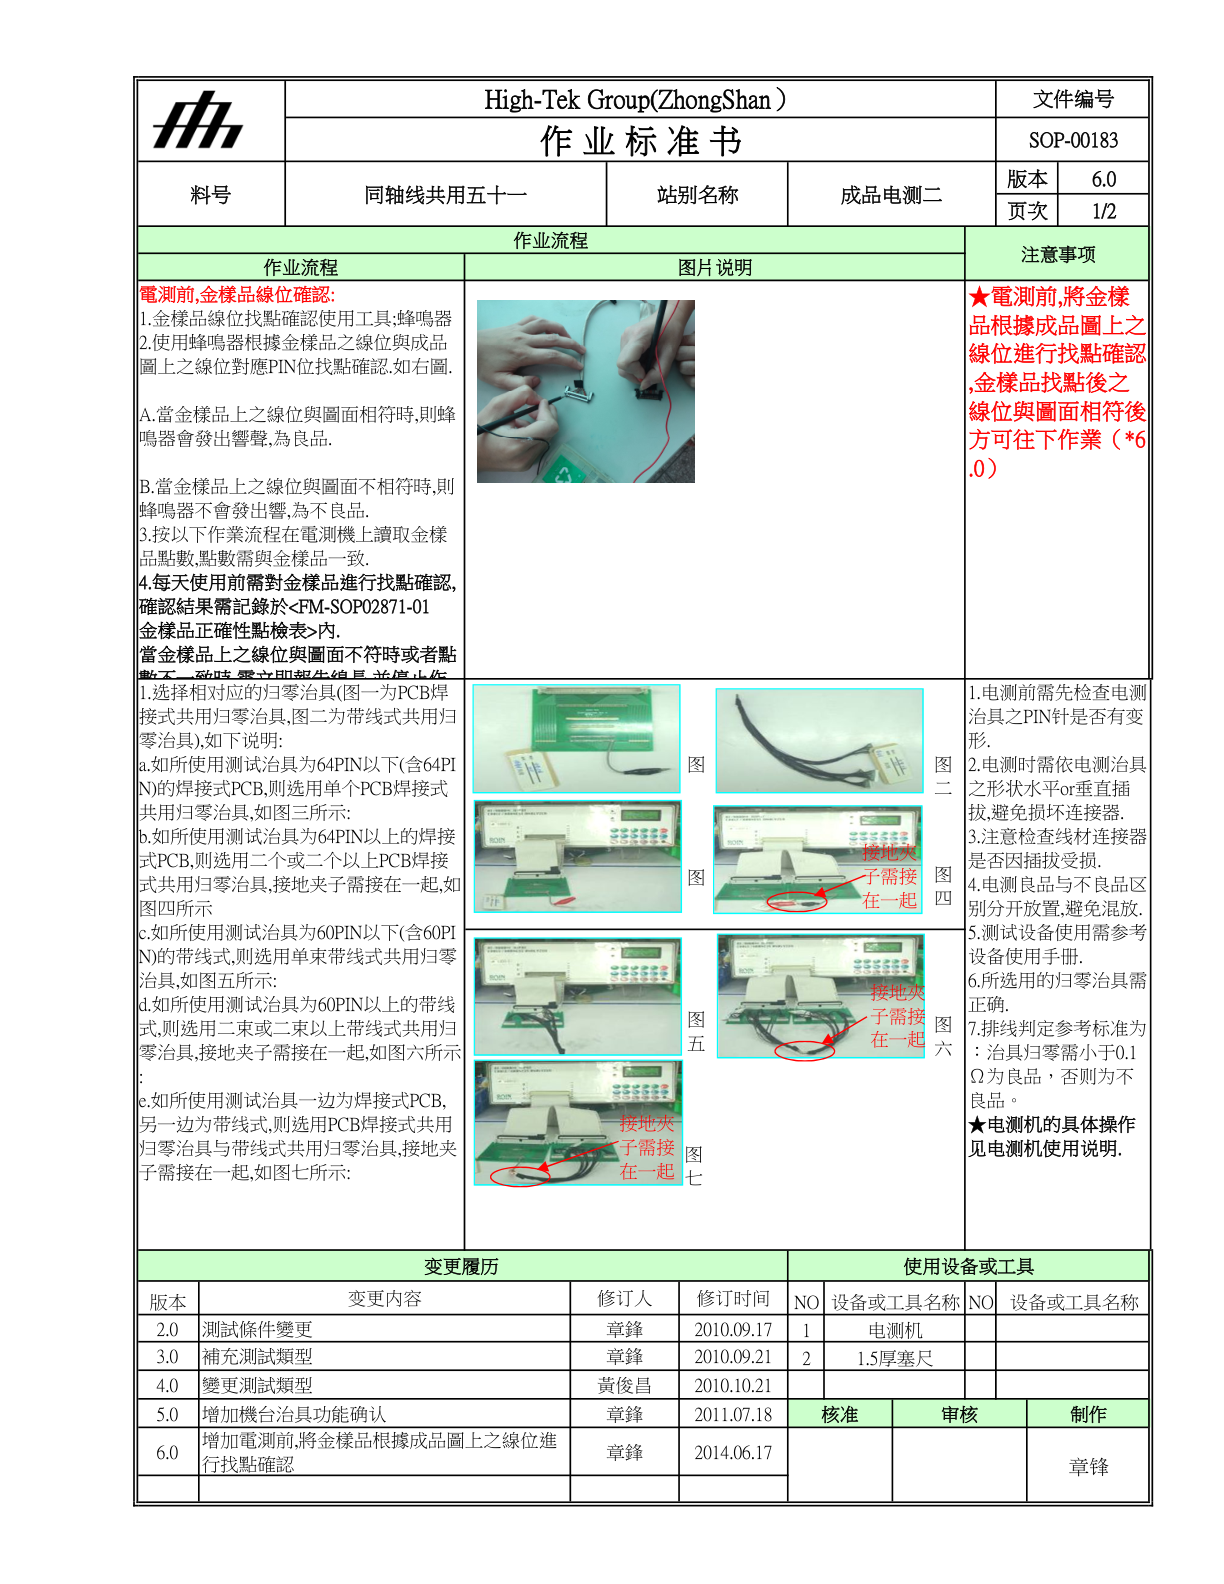 High-Tek Group(ZhongShan )
文件编号
作 业 标 准 书
SOP-00183
料号
同轴线共用五十一
站别名称
成品电测二
版本
6.0
页次
1/2
作业流程
注意事项
作业流程
图片说明
電測前,金樣品線位確認:
1.金樣品線位找點確認使用工具;蜂鳴器
2.使用蜂鳴器根據金樣品之線位與成品
圖上之線位對應PIN位找點確認.如右圖.
A.當金樣品上之線位與圖面相符時,則蜂
鳴器會發出響聲,為良品.
B.當金樣品上之線位與圖面不相符時,則
蜂鳴器不會發出響,為不良品.
3.按以下作業流程在電測機上讀取金樣
品點數,點數需與金樣品一致.
4.每天使用前需對金樣品進行找點確認,
確認結果需記錄於<FM-SOP02871-01
金樣品正確性點檢表>內.
當金樣品上之線位與圖面不符時或者點
★電測前,將金樣
品根據成品圖上之
線位進行找點確認
,金樣品找點後之
線位與圖面相符後
方可往下作業（*6
.0）
1.选择相对应的归零治具(图一为PCB焊
接式共用归零治具,图二为带线式共用归
零治具),如下说明:
a.如所使用测试治具为64PIN以下(含64PI
N)的焊接式PCB,则选用单个PCB焊接式
共用归零治具,如图三所示:
b.如所使用测试治具为64PIN以上的焊接
式PCB,则选用二个或二个以上PCB焊接
式共用归零治具,接地夹子需接在一起,如
图四所示
c.如所使用测试治具为60PIN以下(含60PI
N)的带线式,则选用单束带线式共用归零
治具,如图五所示:
d.如所使用测试治具为60PIN以上的带线
式,则选用二束或二束以上带线式共用归
零治具,接地夹子需接在一起,如图六所示
:
e.如所使用测试治具一边为焊接式PCB,
另一边为带线式,则选用PCB焊接式共用
归零治具与带线式共用归零治具,接地夹
子需接在一起,如图七所示:
图
图
二
图
接地夾
子需接
在一起
图
四
图
五
接地夾
子需接
在一起
图
六
接地夾
子需接
在一起
图
七
1.电测前需先检查电测
治具之PIN针是否有变
形.
2.电测时需依电测治具
之形状水平or垂直插
拔,避免损坏连接器.
3.注意检查线材连接器
是否因插拔受损.
4.电测良品与不良品区
别分开放置,避免混放.
5.测试设备使用需参考
设备使用手册.
6.所选用的归零治具需
正确.
7.排线判定参考标准为
：治具归零需小于0.1
Ω为良品，否则为不
良品。
★电测机的具体操作
见电测机使用说明.
变更履历
使用设备或工具
版本 变更内容 修订人 修订时间 NO 设备或工具名称 NO 设备或工具名称
2.0 測試條件變更 章鋒 2010.09.17 1 电测机
3.0 補充測試類型 章鋒 2010.09.21 2 1.5厚塞尺
4.0 變更測試類型 黃俊昌 2010.10.21
5.0 增加機台治具功能确认 章鋒 2011.07.18 核准 审核 制作
6.0 增加電測前,將金樣品根據成品圖上之線位進
行找點確認 章鋒 2014.06.17
章锋